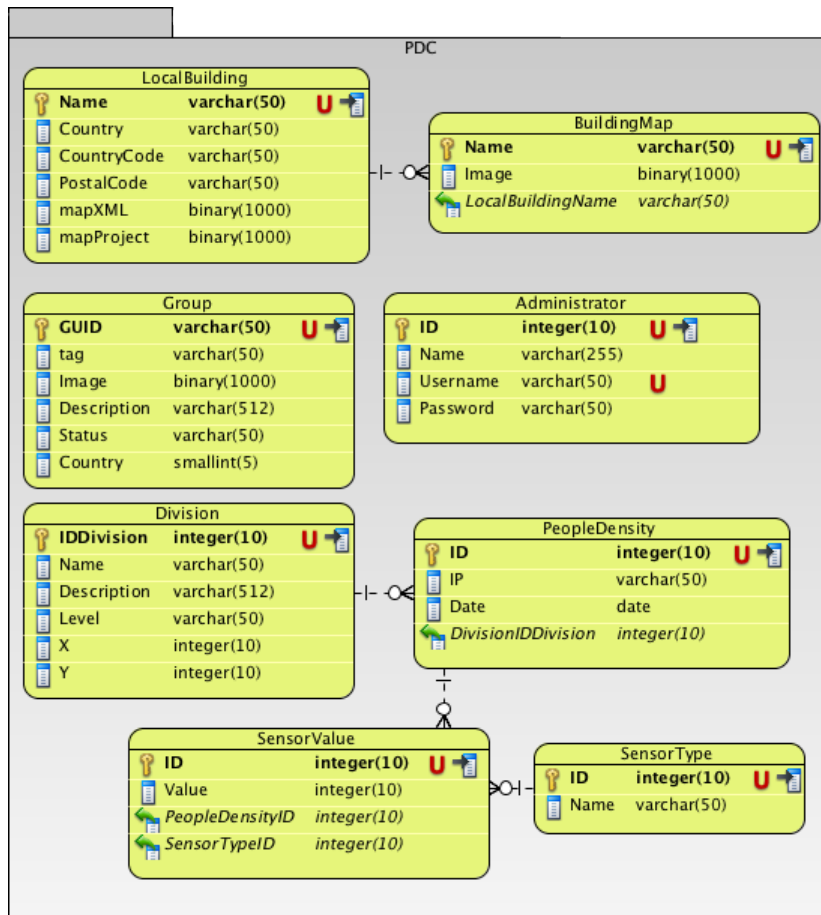 PDC
LocalBuilding
Name varchar(50) U
Country varchar(50)
CountryCode varchar(50)
PostalCode varchar(50)
mapXML binary(1000)
mapProject binary(1000)
BuildingMap
Name varchar(50) U
Image binary(1000)
LocalBuildingName varchar(50)
Group
GUID varchar(50) U
tag varchar(50)
Image binary(1000)
Description varchar(512)
Status varchar(50)
Country smallint(5)
Administrator
ID integer(10) U
Name varchar(255)
Username varchar(50) U
Password varchar(50)
Division
IDDivision integer(10) U
Name varchar(50)
Description varchar(512)
Level varchar(50)
X integer(10)
Y integer(10)
PeopleDensity
ID integer(10) U
IP varchar(50)
Date date
DivisionIDDivision integer(10)
SensorValue
ID integer(10) U
Value integer(10)
PeopleDensityID integer(10)
SensorTypeID integer(10)
SensorType
ID integer(10) U
Name varchar(50)